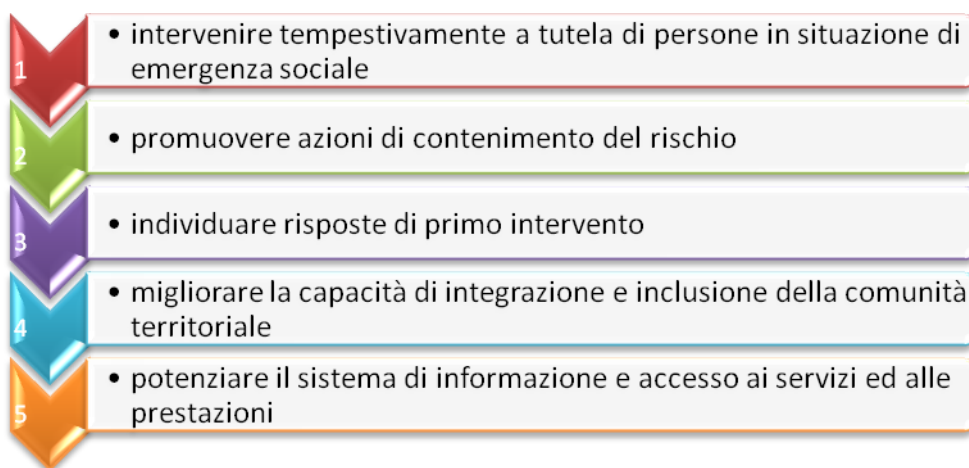 1
• intervenire tempestivamente a tutela di persone in situazione di
emergenza sociale
2
• promuovere azioni di contenimento del rischio
3
• individuare risposte di primo intervento
4
• migliorare la capacità di integrazione e inclusione della comunità
territoriale
5
• potenziare il sistema di informazione e accesso ai servizi ed alle
prestazioni